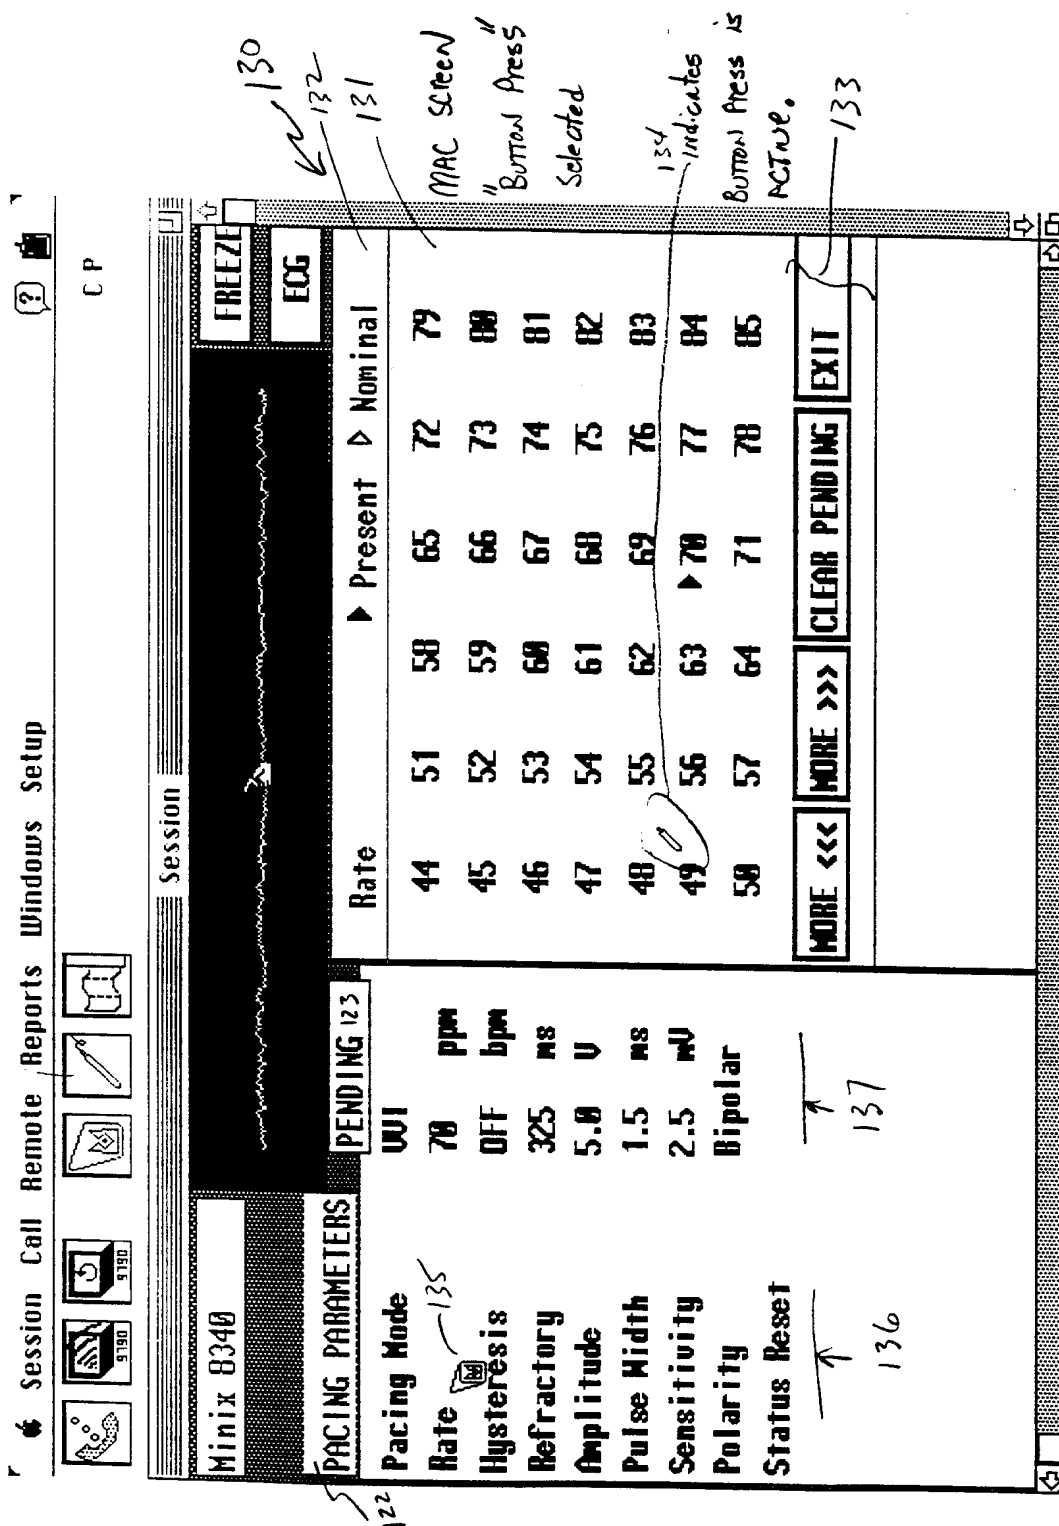 Session Call Remote Reports Windows Setup
?
9190
9190
C P
Session
Minix 8340
FREEZE
ECG
PACING PARAMETERS
PENDING 123
Pacing Mode VVI
Rate 70 ppm
Hysteresis OFF bpm
Refractory 325 ms
Amplitude 5.0 V
Pulse Width 1.5 ms
Sensitivity 2.5 mV
Polarity Bipolar
Status Reset
Rate ▶ Present ▷ Nominal
44 51 58 65 72 79
45 52 59 66 73 80
46 53 60 67 74 81
47 54 61 68 75 82
48 55 62 69 76 83
49 56 63 ▶70 77 84
50 57 64 71 78 85
MORE <<< MORE >>> CLEAR PENDING EXIT
130
132
131
MAC SCREEN
"BUTTON Press"
Selected
134
indicates
BUTTON Press is
ACTIVE.
133
135
122
136
137